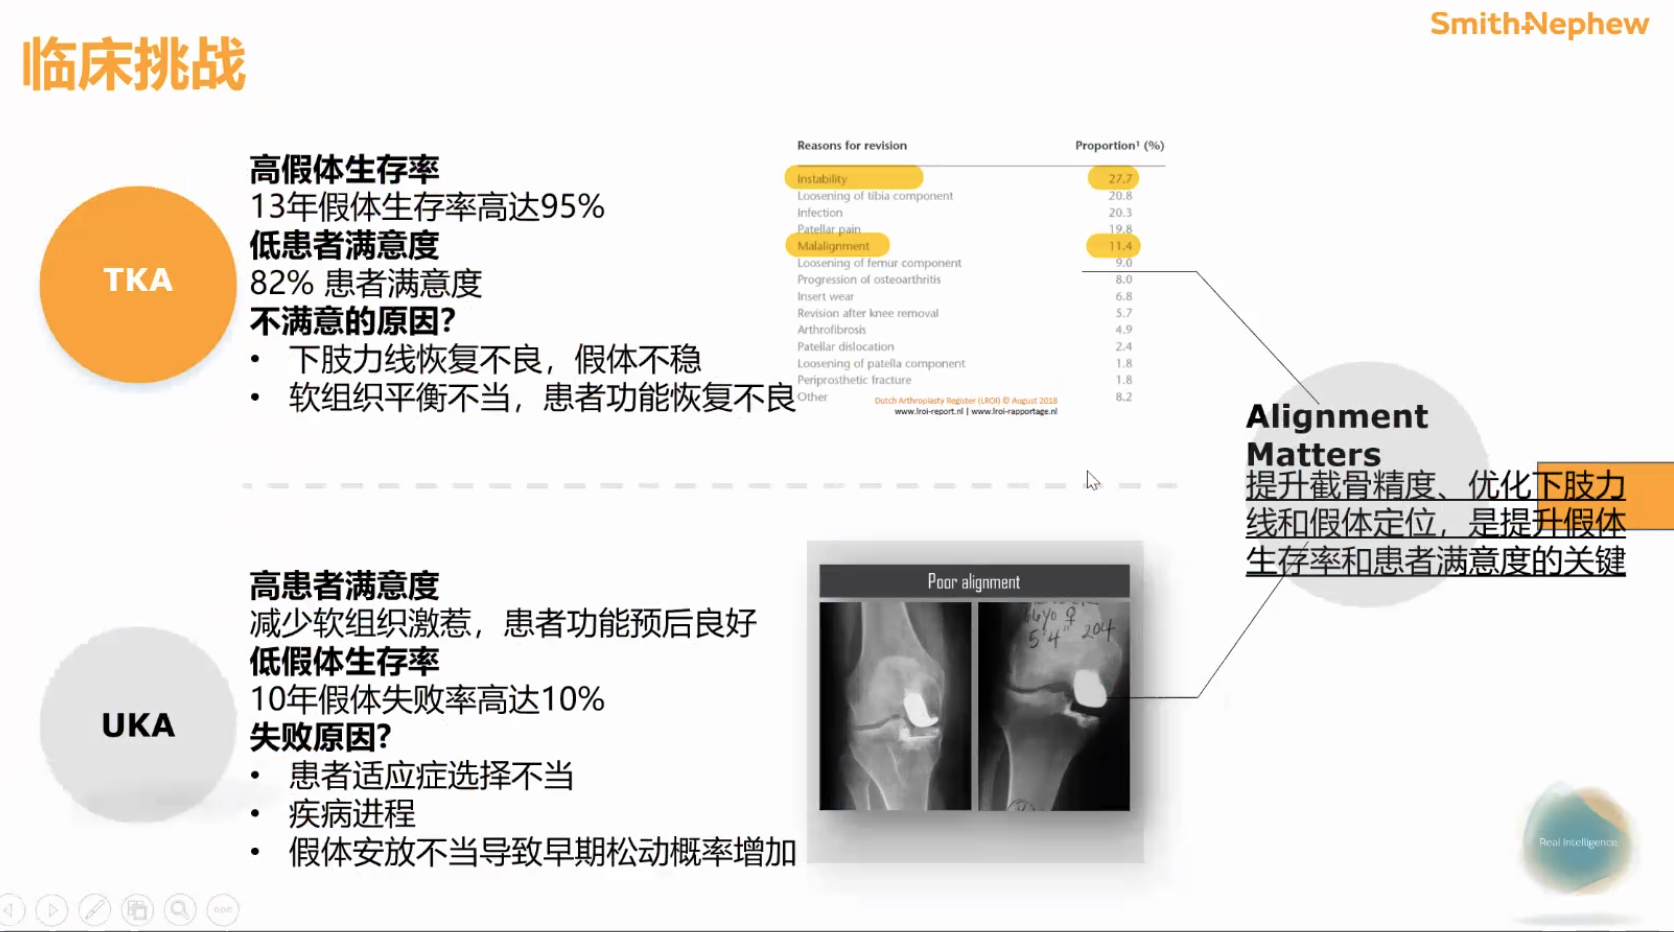 Smith+Nephew
临床挑战
TKA
高假体生存率
13年假体生存率高达95%
低患者满意度
82% 患者满意度
不满意的原因?
• 下肢力线恢复不良，假体不稳
• 软组织平衡不当，患者功能恢复不良
Reasons for revision Proportion¹ (%)
Instability 27.7
Loosening of tibia component 20.8
Infection 20.3
Patellar pain 19.8
Malalignment 11.4
Loosening of femur component 9.0
Progression of osteoarthritis 8.0
Insert wear 6.8
Revision after knee removal 5.7
Arthrofibrosis 4.9
Patellar dislocation 2.4
Loosening of patella component 1.8
Periprosthetic fracture 1.8
Other 8.2
Dutch Arthroplasty Register (LROI) © August 2018
www.lroi-report.nl | www.lroi-rapportage.nl
Alignment
Matters
提升截骨精度、优化下肢力
线和假体定位，是提升假体
生存率和患者满意度的关键
UKA
高患者满意度
减少软组织激惹，患者功能预后良好
低假体生存率
10年假体失败率高达10%
失败原因?
• 患者适应症选择不当
• 疾病进程
• 假体安放不当导致早期松动概率增加
Poor alignment
66yo ♀
5'4" 204
Real Intelligence